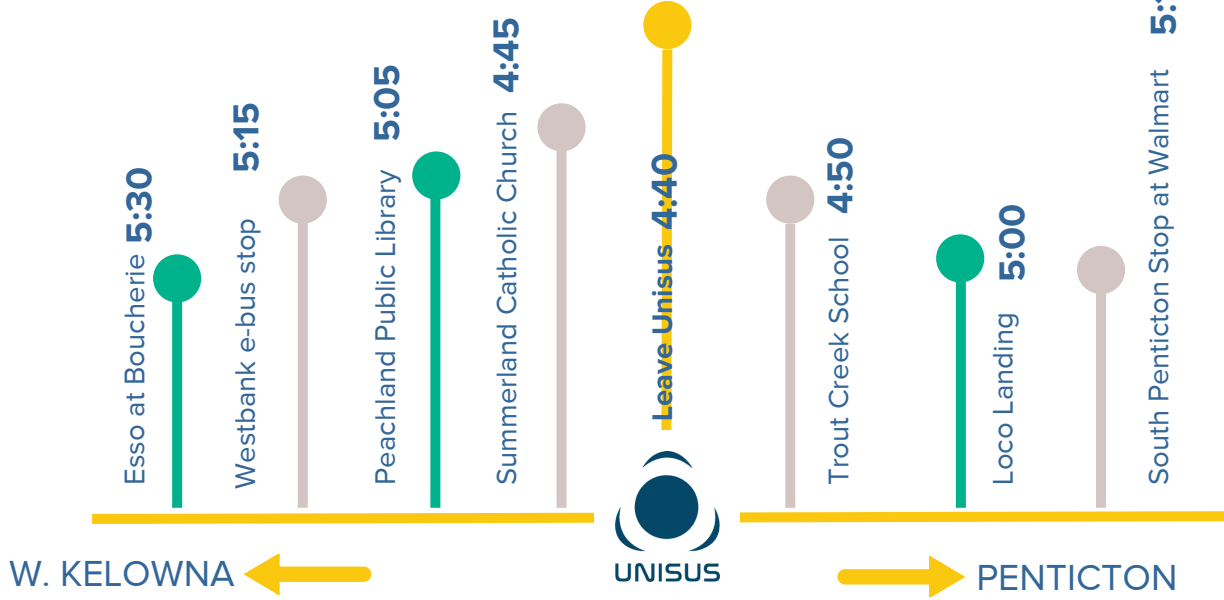 Esso at Boucherie 5:30
Westbank e-bus stop 5:15
Peachland Public Library 5:05
Summerland Catholic Church 4:45
Leave Unisus 4:40
Trout Creek School 4:50
Loco Landing 5:00
South Penticton Stop at Walmart
UNISUS
W. KELOWNA
PENTICTON